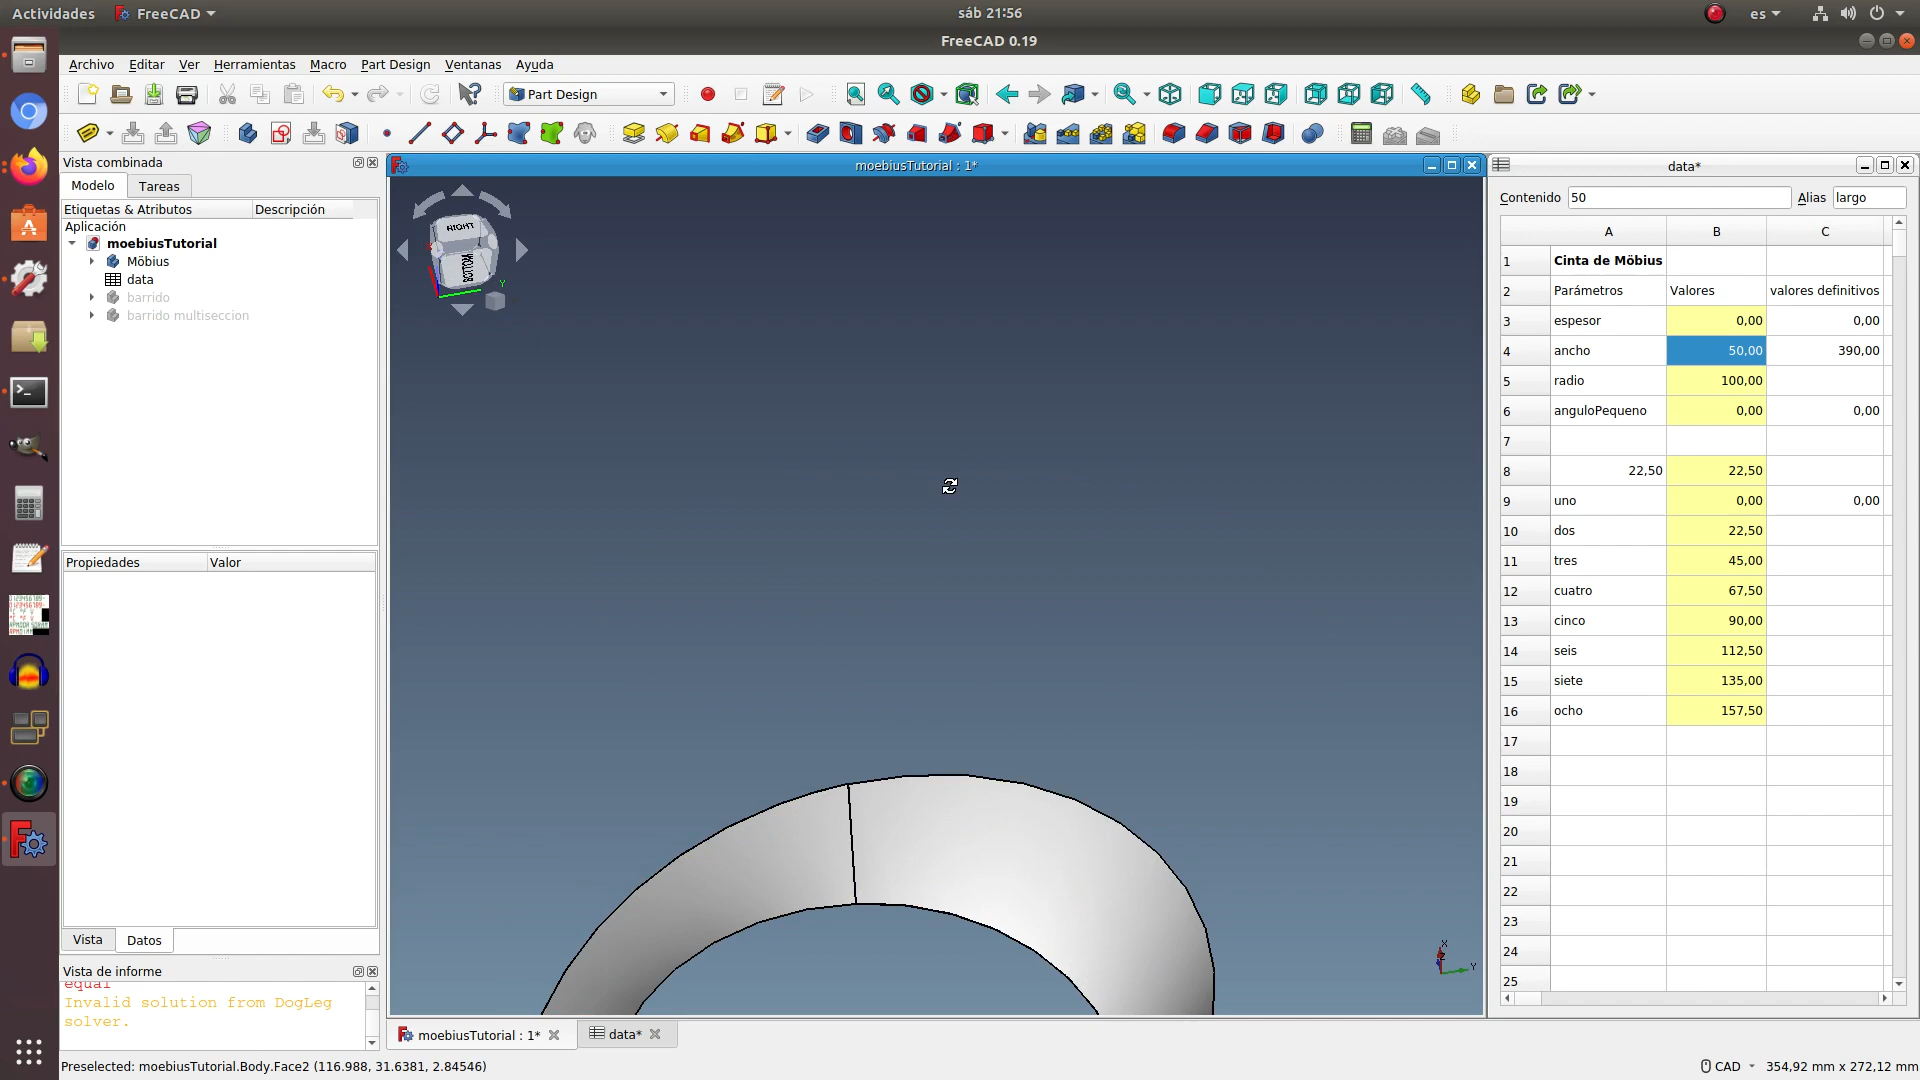 Actividades FreeCAD sáb 21:56 es
FreeCAD 0.19
Archivo Editar Ver Herramientas Macro Part Design Ventanas Ayuda
Part Design
Vista combinada
Modelo Tareas
Etiquetas & Atributos Descripción
Aplicación
moebiusTutorial
Möbius
data
barrido
barrido multiseccion
Propiedades Valor
Vista Datos
Vista de informe
equal
Invalid solution from DogLeg
solver.
moebiusTutorial : 1*
RIGHT
BOTTOM
Y
X
Z
Y
moebiusTutorial : 1* data*
data*
Contenido 50 Alias largo
A B C
1 Cinta de Möbius
2 Parámetros Valores valores definitivos
3 espesor 0,00 0,00
4 ancho 50,00 390,00
5 radio 100,00
6 anguloPequeno 0,00 0,00
7
8 22,50 22,50
9 uno 0,00 0,00
10 dos 22,50
11 tres 45,00
12 cuatro 67,50
13 cinco 90,00
14 seis 112,50
15 siete 135,00
16 ocho 157,50
17
18
19
20
21
22
23
24
25
Preselected: moebiusTutorial.Body.Face2 (116.988, 31.6381, 2.84546) CAD 354,92 mm x 272,12 mm